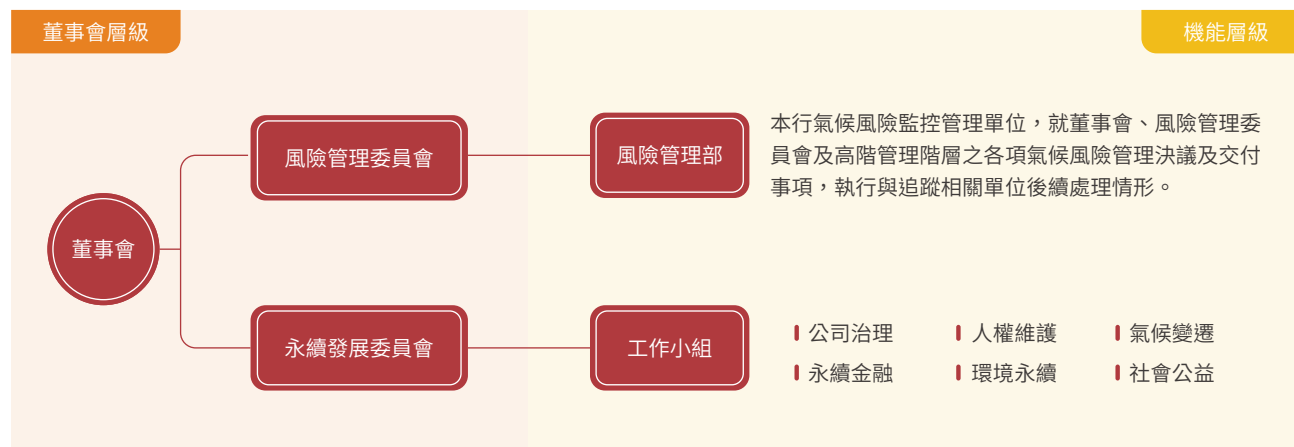 董事會層級
機能層級
風險管理委員會
風險管理部
本行氣候風險監控管理單位，就董事會、風險管理委
員會及高階管理階層之各項氣候風險管理決議及交付
事項，執行與追蹤相關單位後續處理情形。
董事會
永續發展委員會
工作小組
公司治理
人權維護
氣候變遷
永續金融
環境永續
社會公益